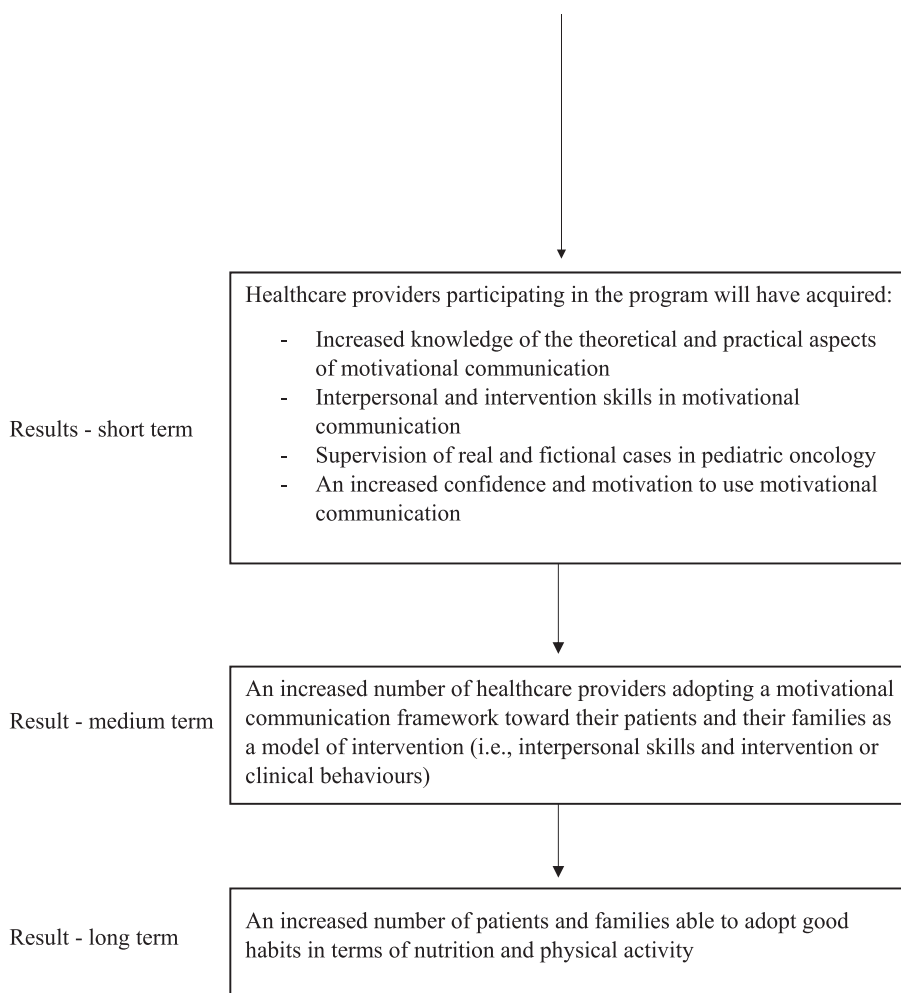 Healthcare providers participating in the program will have acquired:
- Increased knowledge of the theoretical and practical aspects
of motivational communication
- Interpersonal and intervention skills in motivational
communication
Results - short term
- Supervision of real and fictional cases in pediatric oncology
- An increased confidence and motivation to use motivational
communication
An increased number of healthcare providers adopting a motivational
Result - medium term
communication framework toward their patients and their families as
a model of intervention (i.e., interpersonal skills and intervention or
clinical behaviours)
Result - long term
An increased number of patients and families able to adopt good
habits in terms of nutrition and physical activity